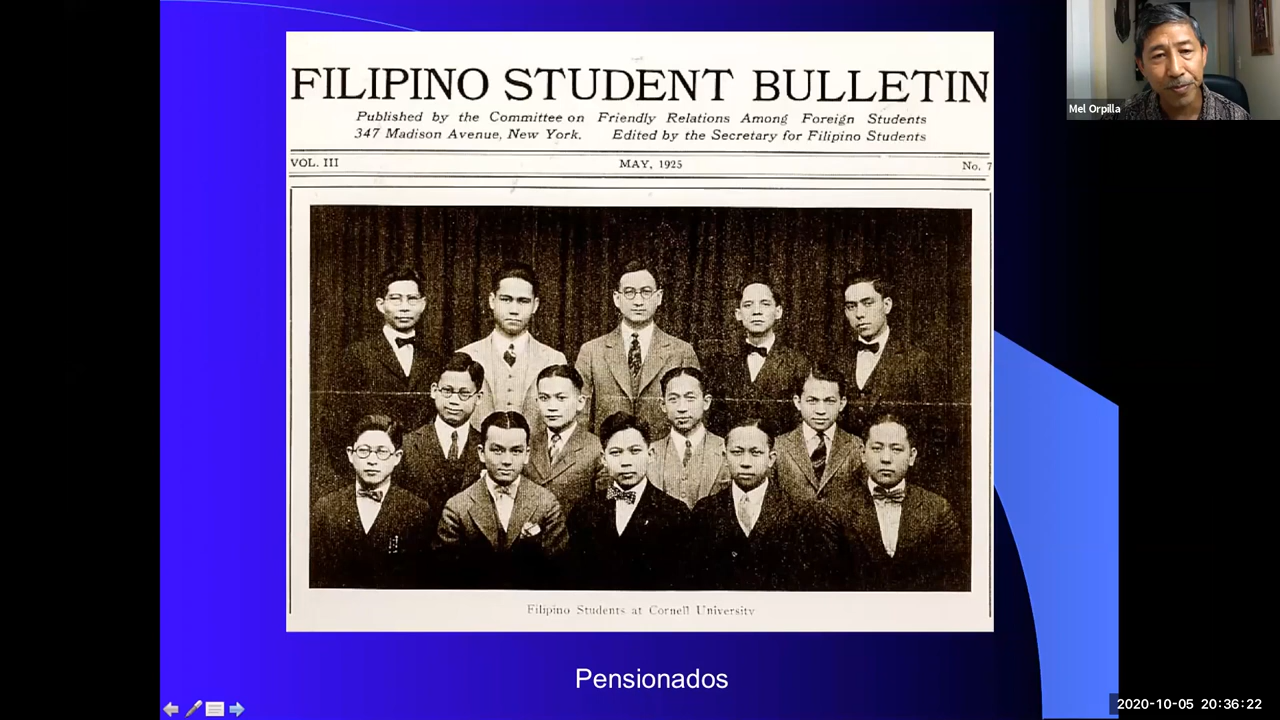 FILIPINO STUDENT BULLETIN
Published by the Committee on Friendly Relations Among Foreign Students
347 Madison Avenue, New York. Edited by the Secretary for Filipino Students
VOL. III MAY, 1925 No. 7
Filipino Students at Cornell University
Pensionados
Mel Orpilla
2020-10-05 20:36:22